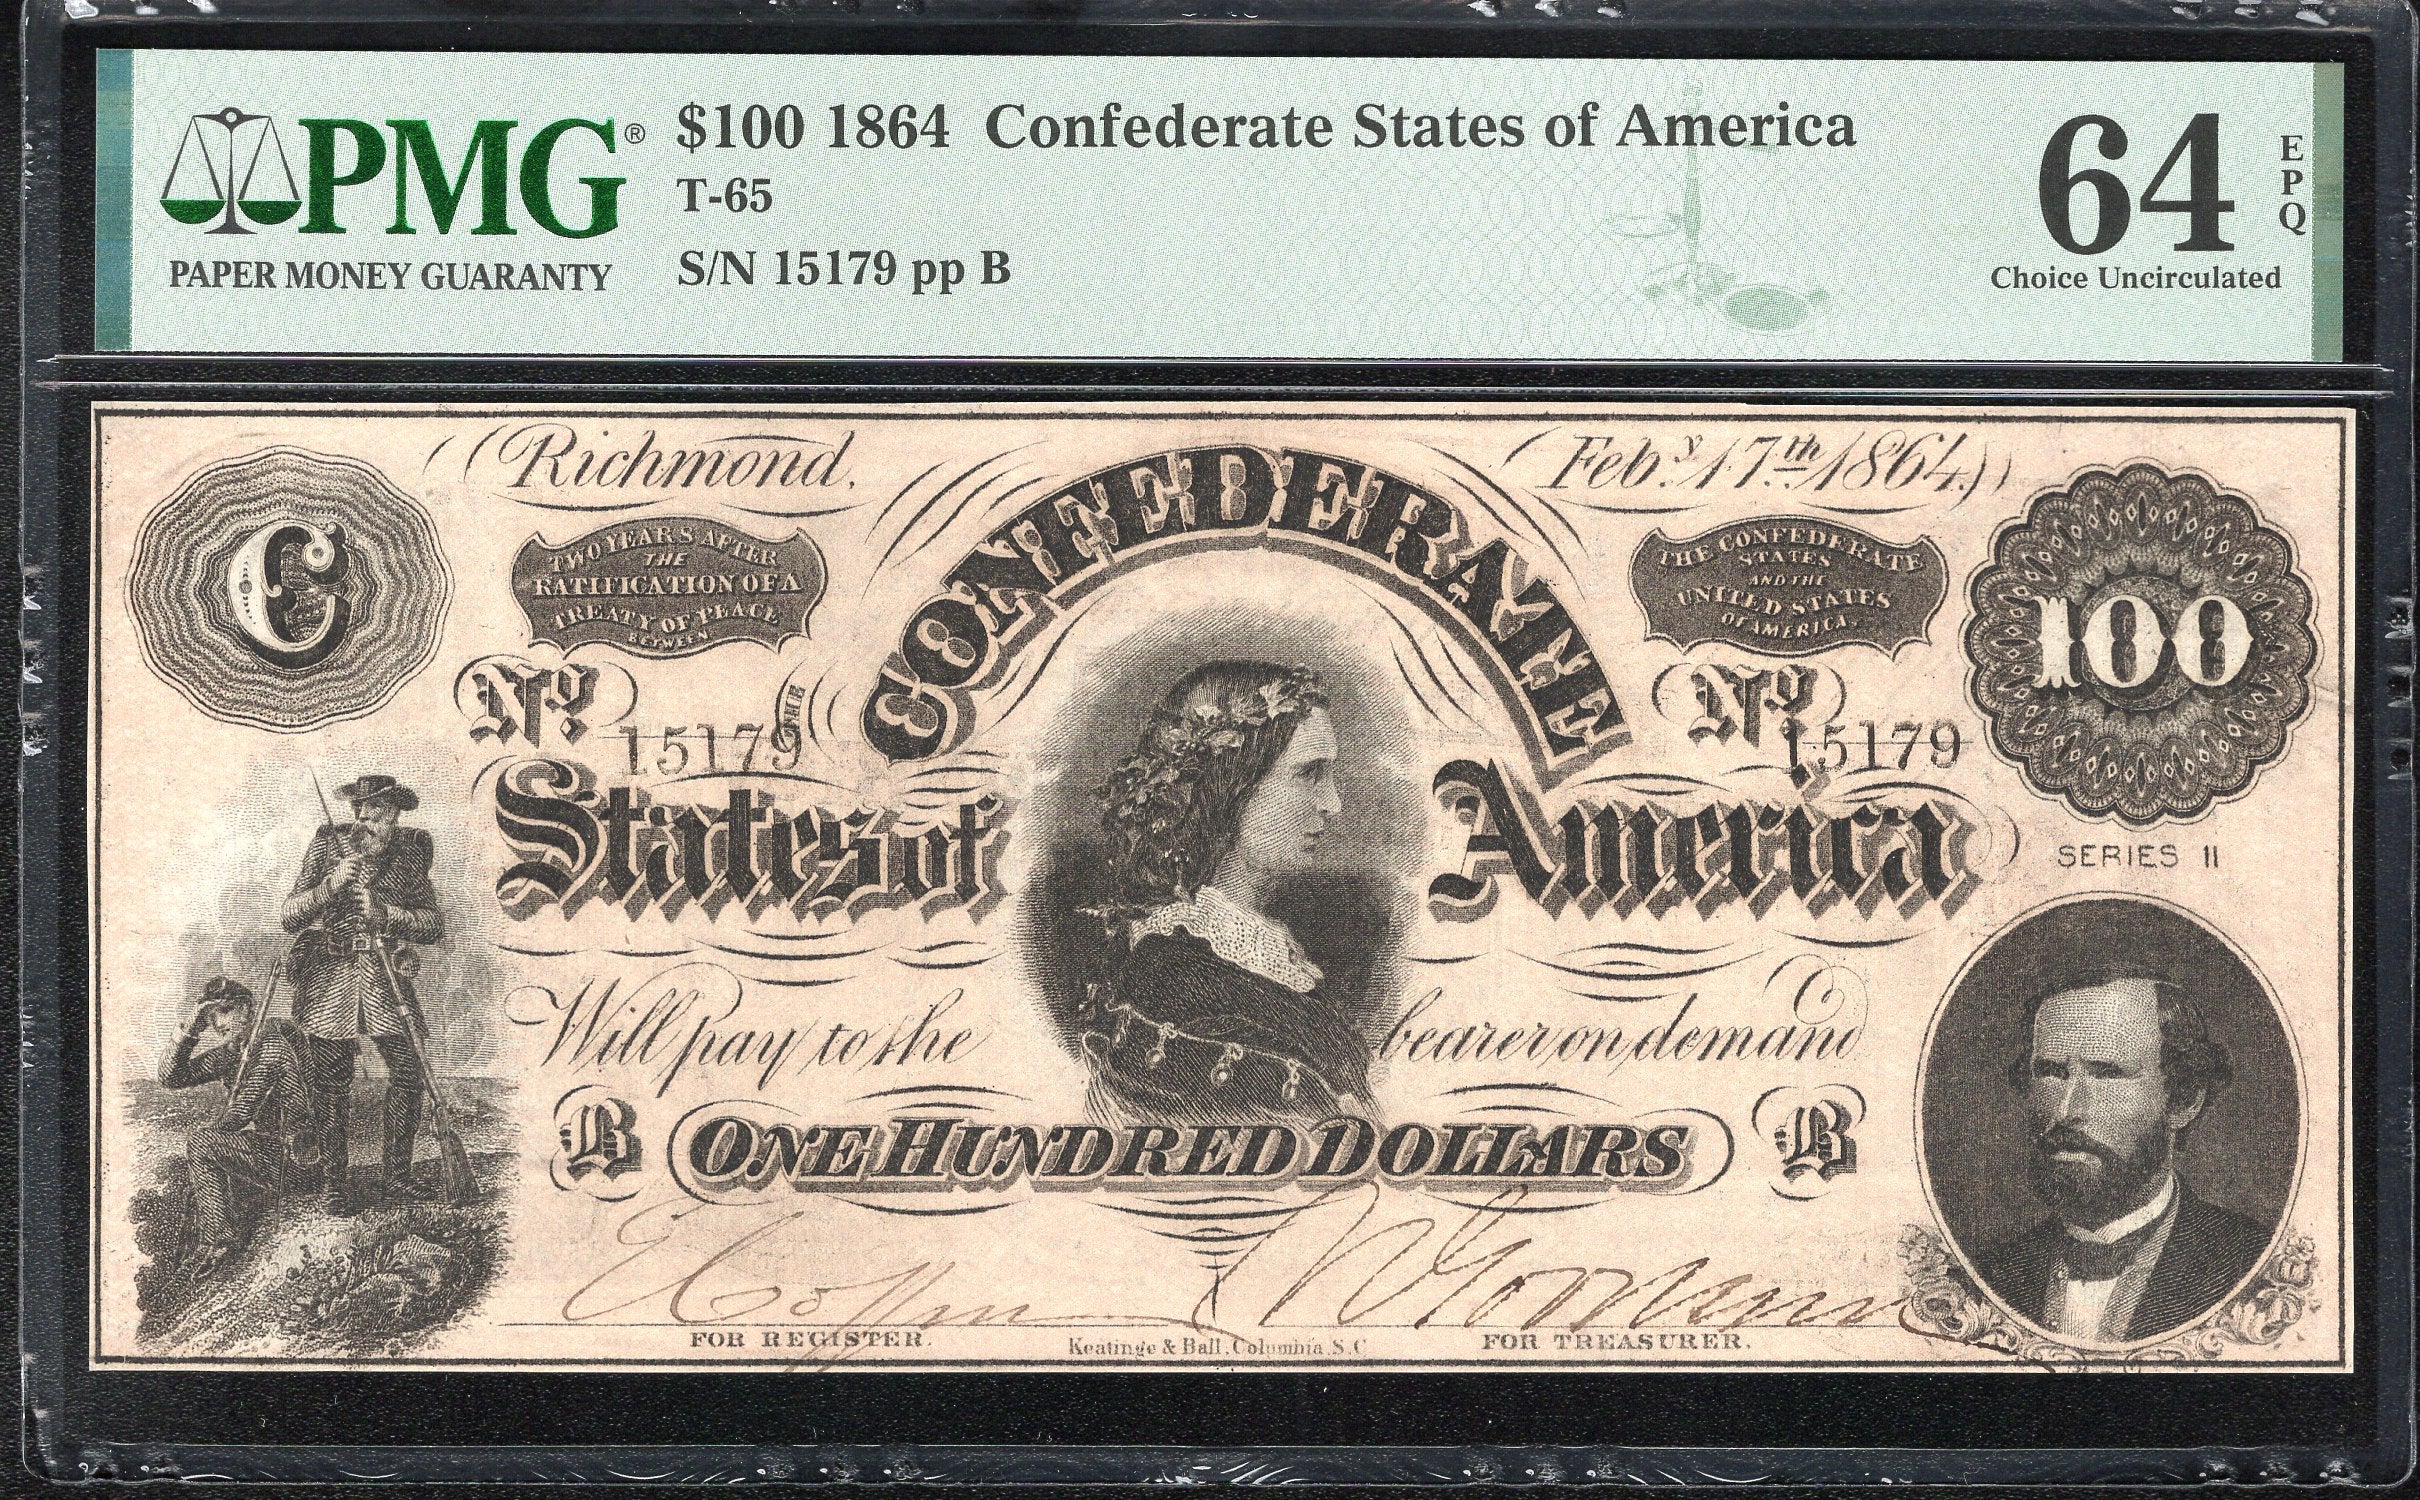 PMG®
PAPER MONEY GUARANTY
$100 1864 Confederate States of America
T-65
S/N 15179 pp B
64
EPQ
Choice Uncirculated
Richmond. Feby. 17th 1864.
C
TWO YEARS AFTER
THE
RATIFICATION OF A
TREATY OF PEACE
BETWEEN
THE CONFEDERATE
STATES
AND THE
UNITED STATES
OF AMERICA.
100
No. 15179
THE
CONFEDERATE
No. 15179
States of America
SERIES 11
Will pay to the bearer on demand
B ONE HUNDRED DOLLARS B
FOR REGISTER.
Keatinge & Ball, Columbia, S.C.
FOR TREASURER.